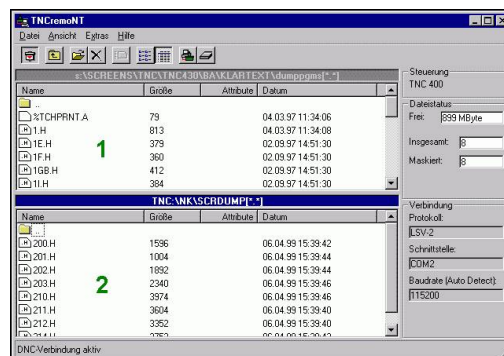 TNCremoNT
Datei Ansicht Extras Hilfe
s:\SCREENS\TNC\TNC430\BA\KLARTEXT\dumppgms[*.*]
Name Größe Attribute Datum
..
%TCHPRNT.A 79 04.03.97 11:34:06
1.H 813 04.03.97 11:34:08
1E.H 379 02.09.97 14:51:30
1F.H 360 02.09.97 14:51:30
1GB.H 412 02.09.97 14:51:30
1I.H 384 02.09.97 14:51:30
1
TNC:\NK\SCRDUMP[*.*]
Name Größe Attribute Datum
..
200.H 1596 06.04.99 15:39:42
201.H 1004 06.04.99 15:39:44
202.H 1892 06.04.99 15:39:44
203.H 2340 06.04.99 15:39:46
210.H 3974 06.04.99 15:39:46
211.H 3604 06.04.99 15:39:40
212.H 3352 06.04.99 15:39:40
2
Steuerung
TNC 400
Dateistatus
Frei: 899 MByte
Insgesamt: 8
Maskiert: 8
Verbindung
Protokoll:
LSV-2
Schnittstelle:
COM2
Baudrate (Auto Detect):
115200
DNC-Verbindung aktiv